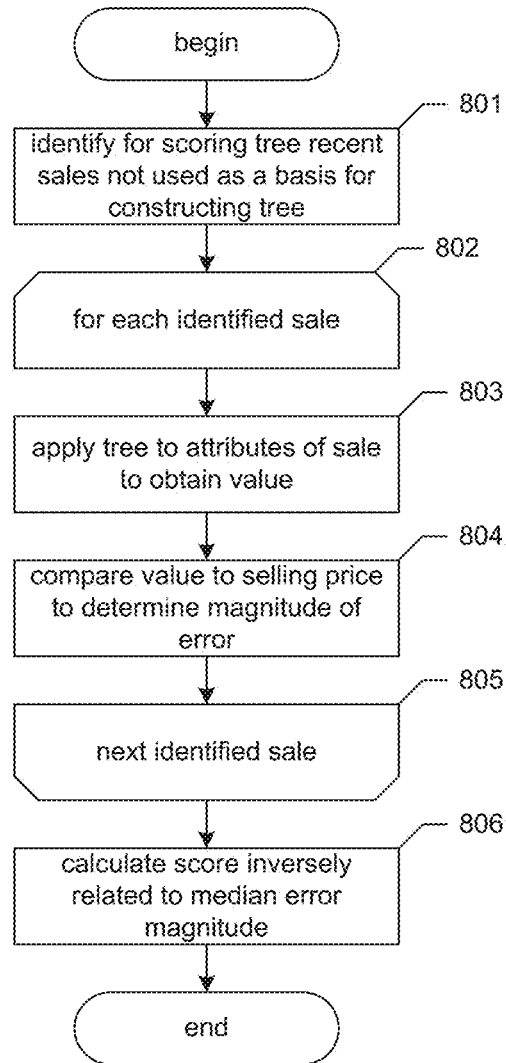 begin
801
identify for scoring tree recent
sales not used as a basis for
constructing tree
802
for each identified sale
803
apply tree to attributes of sale
to obtain value
804
compare value to selling price
to determine magnitude of
error
805
next identified sale
806
calculate score inversely
related to median error
magnitude
end